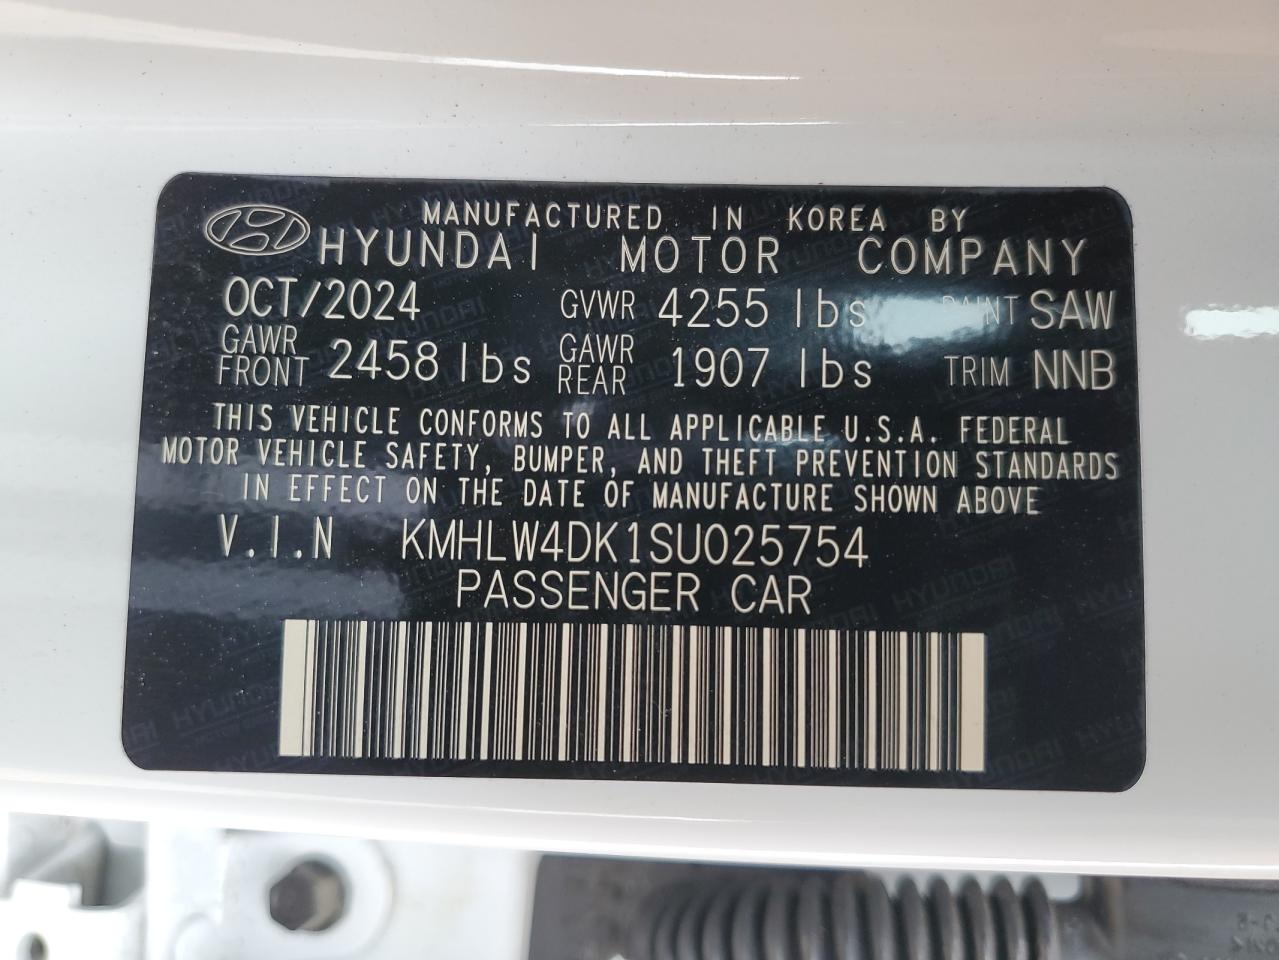 MANUFACTURED IN KOREA BY
HYUNDAI MOTOR COMPANY
OCT/2024 GVWR 4255 lbs PAINT SAW
GAWR FRONT 2458 lbs GAWR REAR 1907 lbs TRIM NNB
THIS VEHICLE CONFORMS TO ALL APPLICABLE U.S.A. FEDERAL
MOTOR VEHICLE SAFETY, BUMPER, AND THEFT PREVENTION STANDARDS
IN EFFECT ON THE DATE OF MANUFACTURE SHOWN ABOVE
V.I.N KMHLW4DK1SU025754
PASSENGER CAR